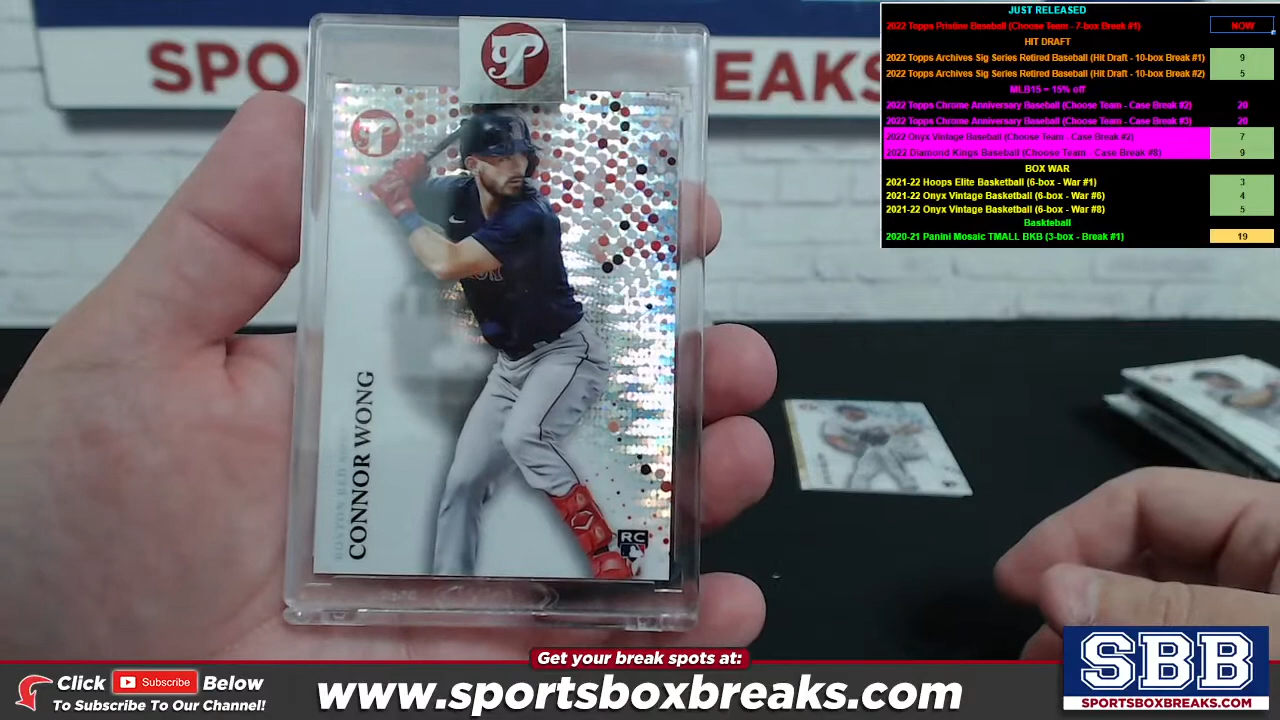 SPO
EAKS
JUST RELEASED
2022 Topps Pristine Baseball (Choose Team - 7-box Break #1) NOW
HIT DRAFT
2022 Topps Archives Sig Series Retired Baseball (Hit Draft - 10-box Break #1) 9
2022 Topps Archives Sig Series Retired Baseball (Hit Draft - 10-box Break #2) 5
MLB15 = 15% off
2022 Topps Chrome Anniversary Baseball (Choose Team - Case Break #2) 20
2022 Topps Chrome Anniversary Baseball (Choose Team - Case Break #3) 20
2022 Onyx Vintage Baseball (Choose Team - Case Break #2) 7
2022 Diamond Kings Baseball (Choose Team - Case Break #8) 9
BOX WAR
2021-22 Hoops Elite Basketball (6-box - War #1) 3
2021-22 Onyx Vintage Basketball (6-box - War #6) 4
2021-22 Onyx Vintage Basketball (6-box - War #8) 5
Basktetball
2020-21 Panini Mosaic TMALL BKB (3-box - Break #1) 19
BOSTON RED
CONNOR WONG
RC
Get your break spots at:
Click Subscribe Below
To Subscribe To Our Channel!
www.sportsboxbreaks.com
SBB
SPORTSBOXBREAKS.COM